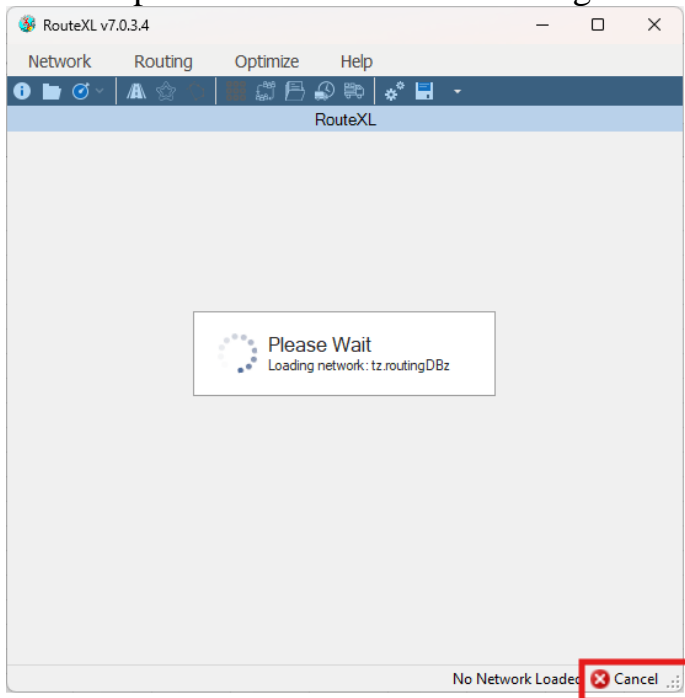 RouteXL v7.0.3.4
Network Routing Optimize Help
RouteXL
Please Wait
Loading network: tz.routingDBz
No Network Loaded Cancel